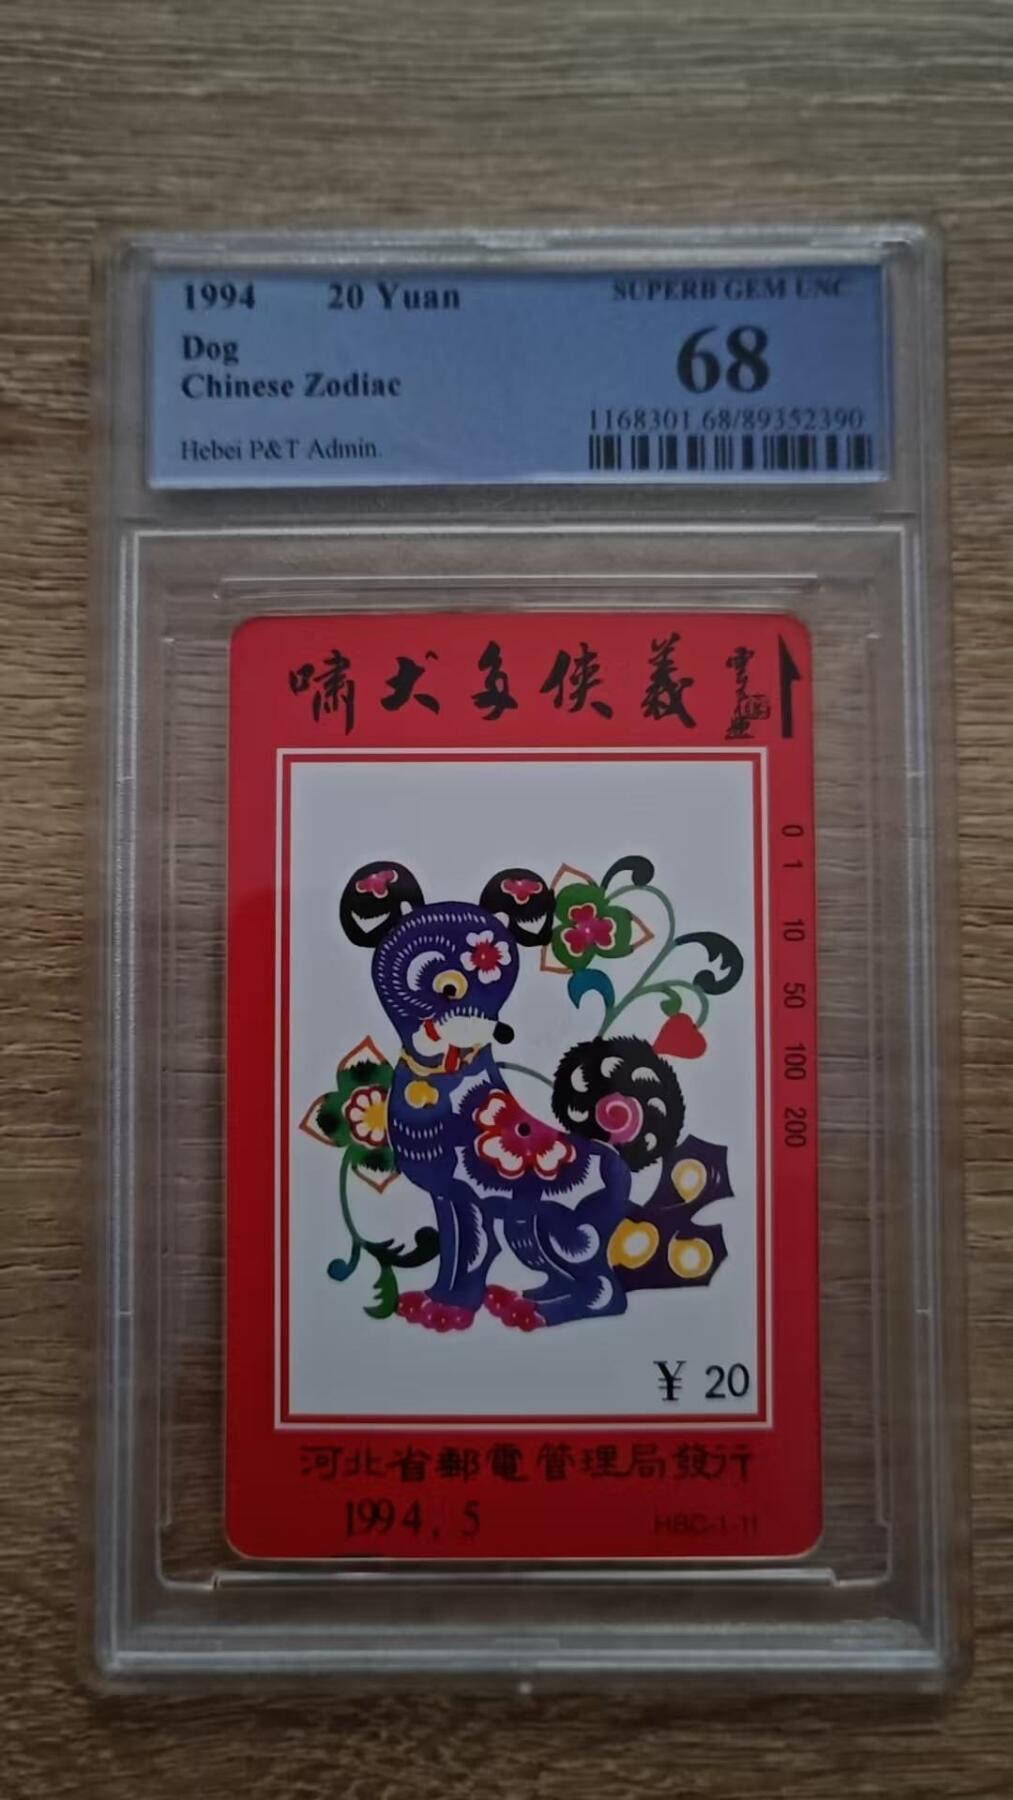 1994 20 Yuan
SUPERB GEM UNC
Dog
68
Chinese Zodiac
1168301.68/89352390
Hebei P&T Admin.
嘯犬多侠義
0
1
10
50
100
200
¥ 20
河北省郵電管理局發行
1994.5
HBC-1-11